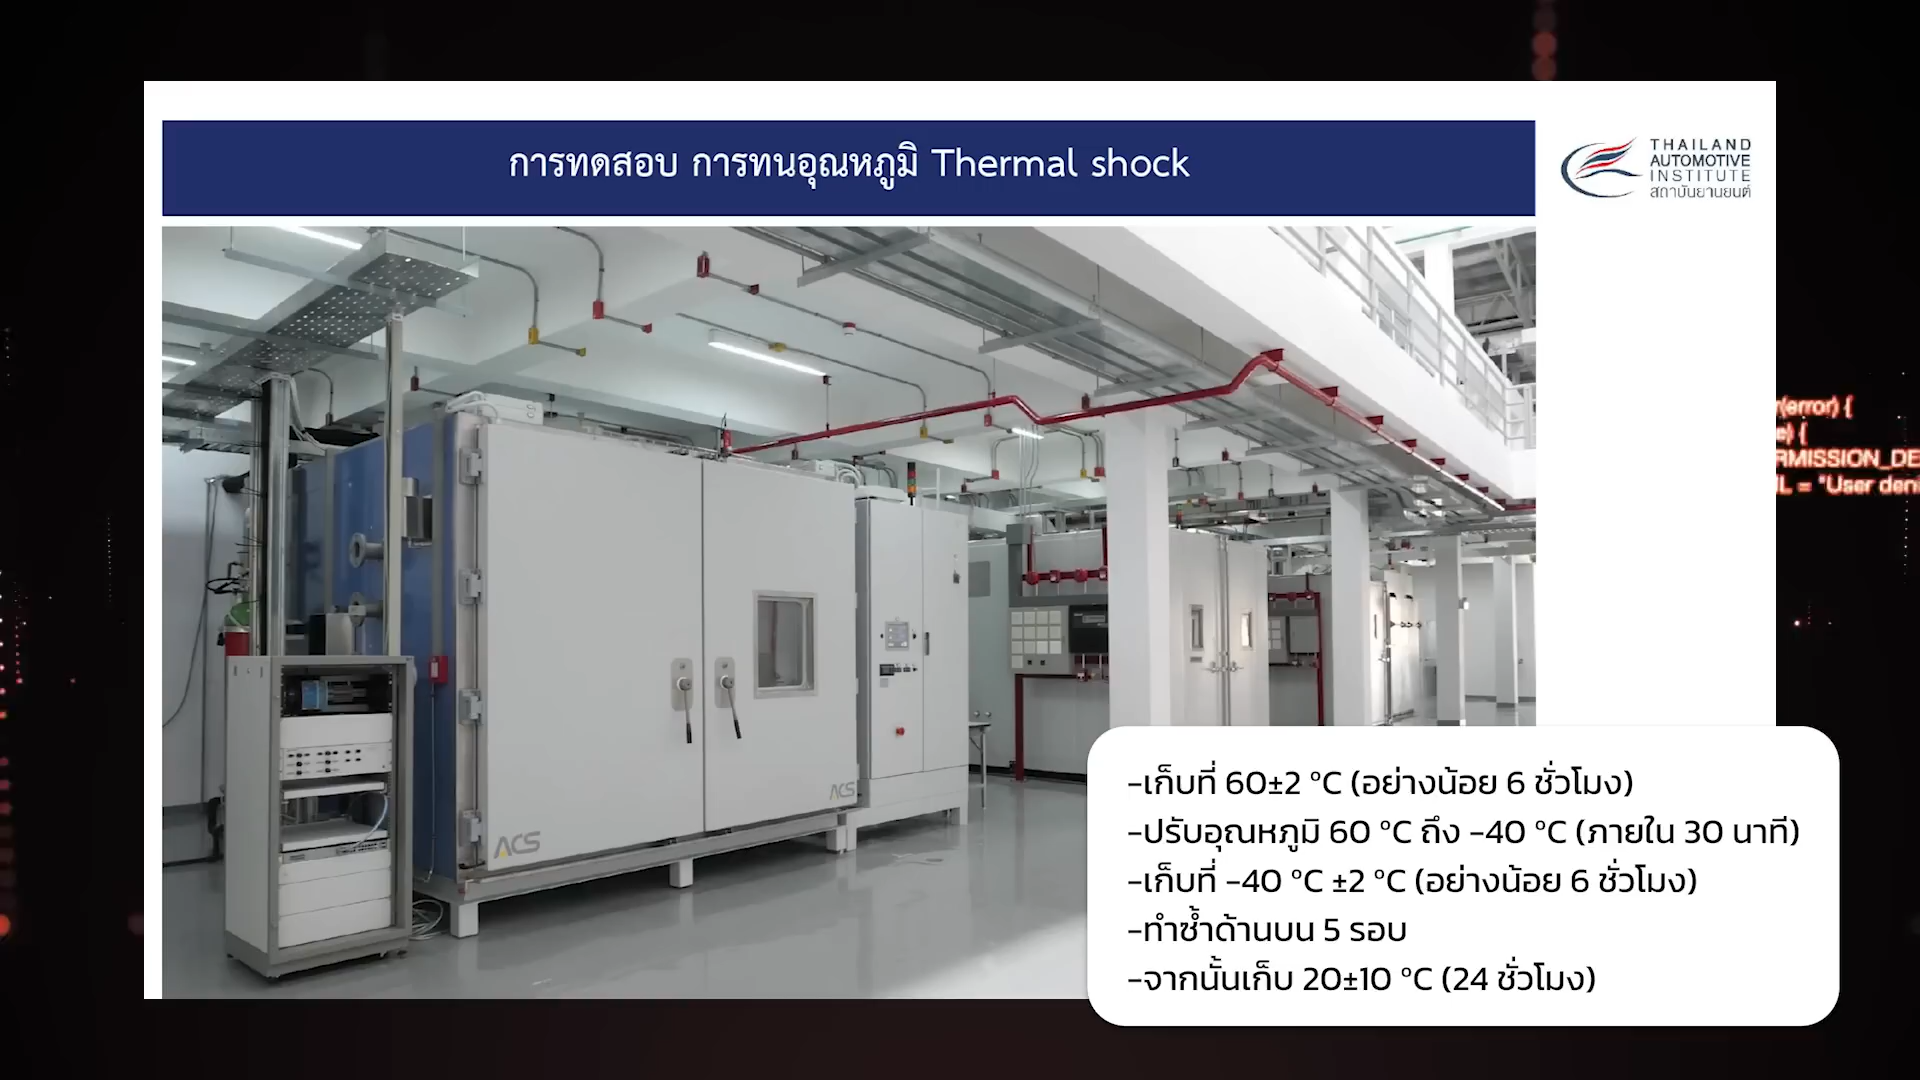 การทดสอบ การทนอุณหภูมิ Thermal shock
THAILAND
AUTOMOTIVE
INSTITUTE
สถาบันยานยนต์
r(error) {
e) {
RMISSION_DE
IL = "User deni
ACS
ACS
-เก็บที่ 60±2 °C (อย่างน้อย 6 ชั่วโมง)
-ปรับอุณหภูมิ 60 °C ถึง -40 °C (ภายใน 30 นาที)
-เก็บที่ -40 °C ±2 °C (อย่างน้อย 6 ชั่วโมง)
-ทำซ้ำด้านบน 5 รอบ
-จากนั้นเก็บ 20±10 °C (24 ชั่วโมง)